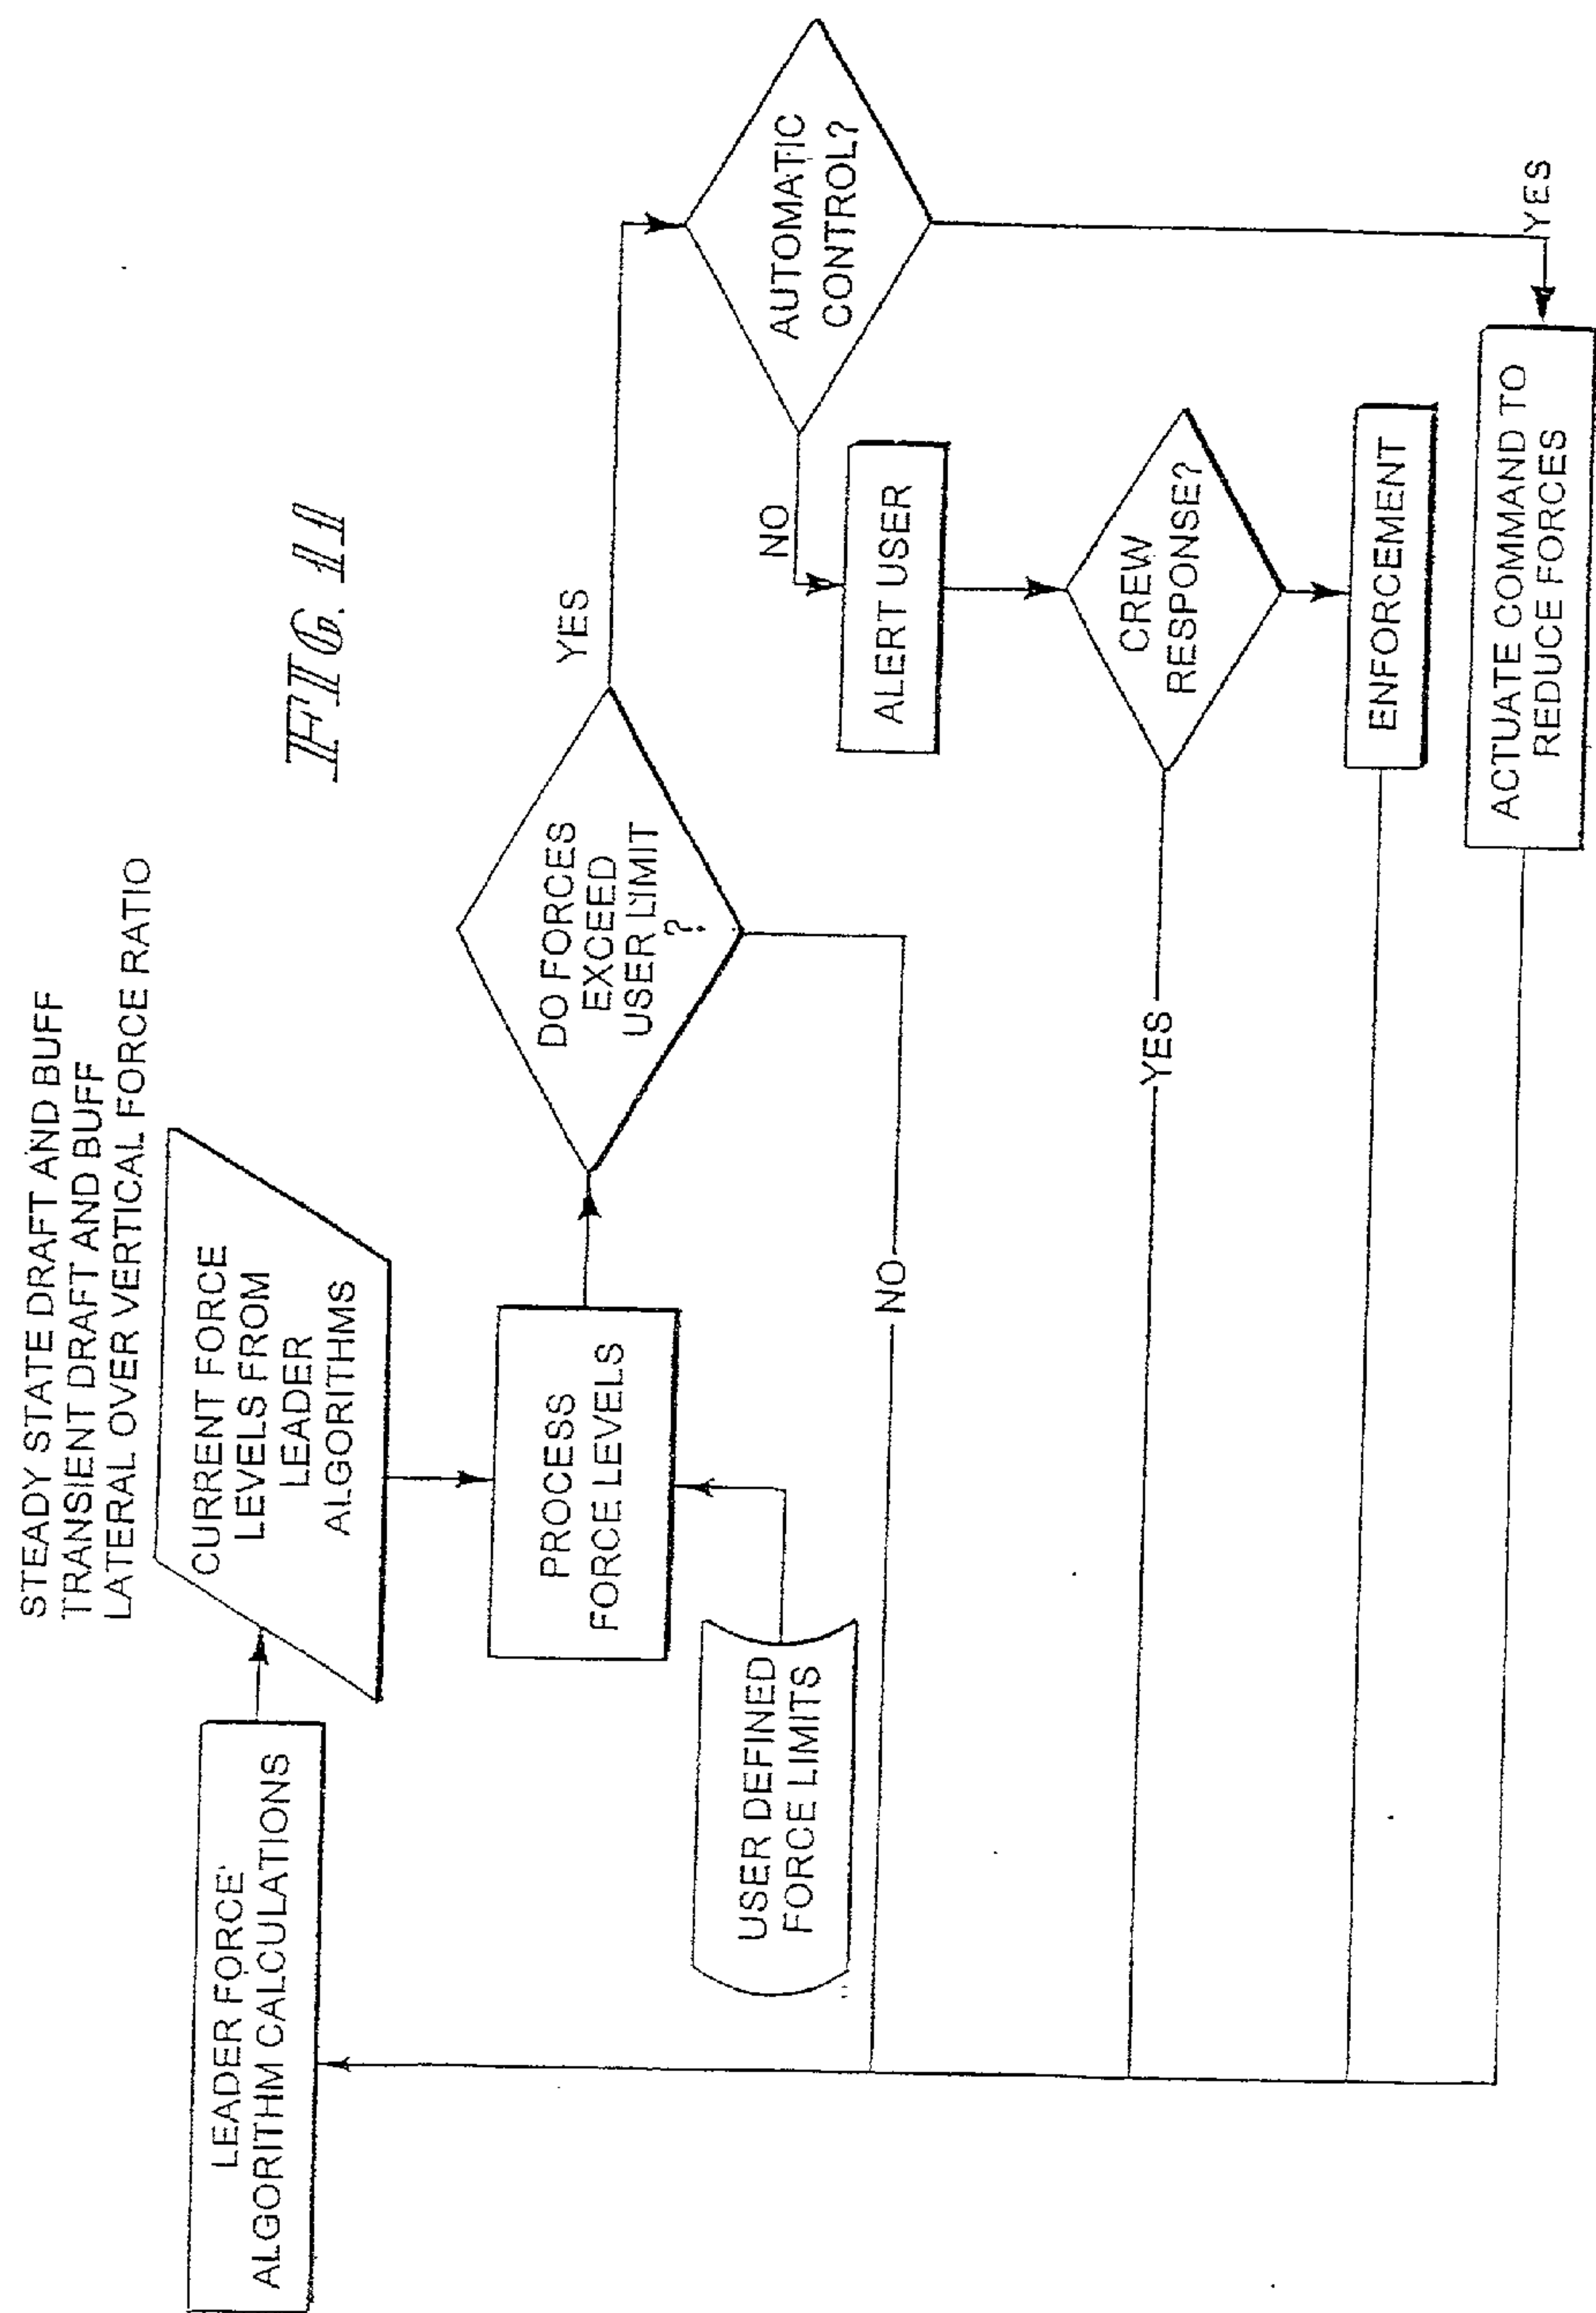 STEADY STATE DRAFT AND BUFF
TRANSIENT DRAFT AND BUFF
LATERAL OVER VERTICAL FORCE RATIO
LEADER FORCE
ALGORITHM CALCULATIONS
CURRENT FORCE
LEVELS FROM
LEADER
ALGORITHMS
FIG. 11
PROCESS
FORCE LEVELS
DO FORCES
EXCEED
USER LIMIT
?
YES
USER DEFINED
FORCE LIMITS
AUTOMATIC
CONTROL?
NO
NO
ALERT USER
YES
CREW
RESPONSE?
ENFORCEMENT
ACTUATE COMMAND TO
REDUCE FORCES
YES